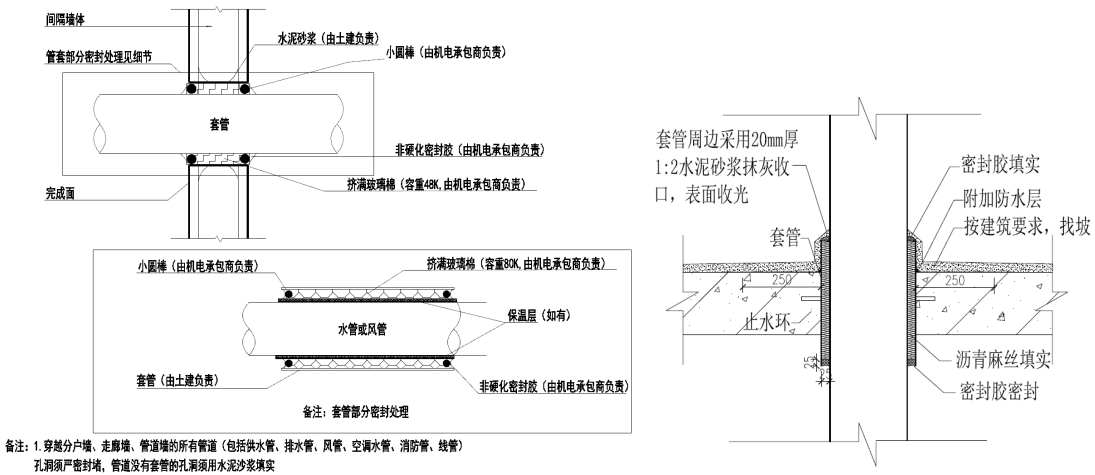 间隔墙体
水泥砂浆（由土建负责）
小圆棒（由机电承包商负责）
管套部分密封处理见细节
套管
非硬化密封胶（由机电承包商负责）
挤满玻璃棉（容重48K,由机电承包商负责）
完成面
小圆棒（由机电承包商负责）
挤满玻璃棉（容重80K,由机电承包商负责）
保温层（如有）
水管或风管
套管（由土建负责）
非硬化密封胶（由机电承包商负责）
备注：套管部分密封处理
备注：1.穿越分户墙、走廊墙、管道墙的所有管道（包括供水管、排水管、风管、空调水管、消防管、线管）
孔洞须严密封堵，管道没有套管的孔洞须用水泥沙浆填实
套管周边采用20mm厚
1:2水泥砂浆抹灰收
口，表面收光
密封胶填实
附加防水层
按建筑要求，找坡
套管
250
250
止水环
沥青麻丝填实
25
25
密封胶密封